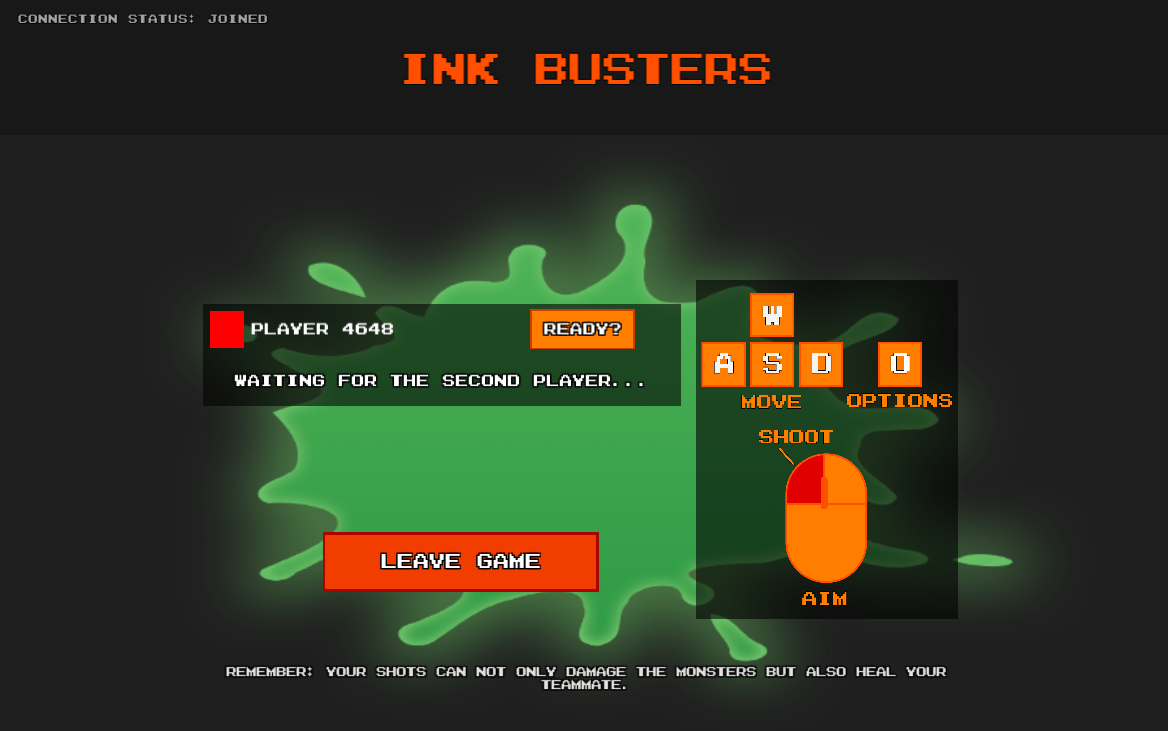 CONNECTION STATUS: JOINED
INK BUSTERS
PLAYER 4648
READY?
WAITING FOR THE SECOND PLAYER...
W
A S D O
MOVE
OPTIONS
SHOOT
AIM
LEAVE GAME
REMEMBER: YOUR SHOTS CAN NOT ONLY DAMAGE THE MONSTERS BUT ALSO HEAL YOUR
TEAMMATE.